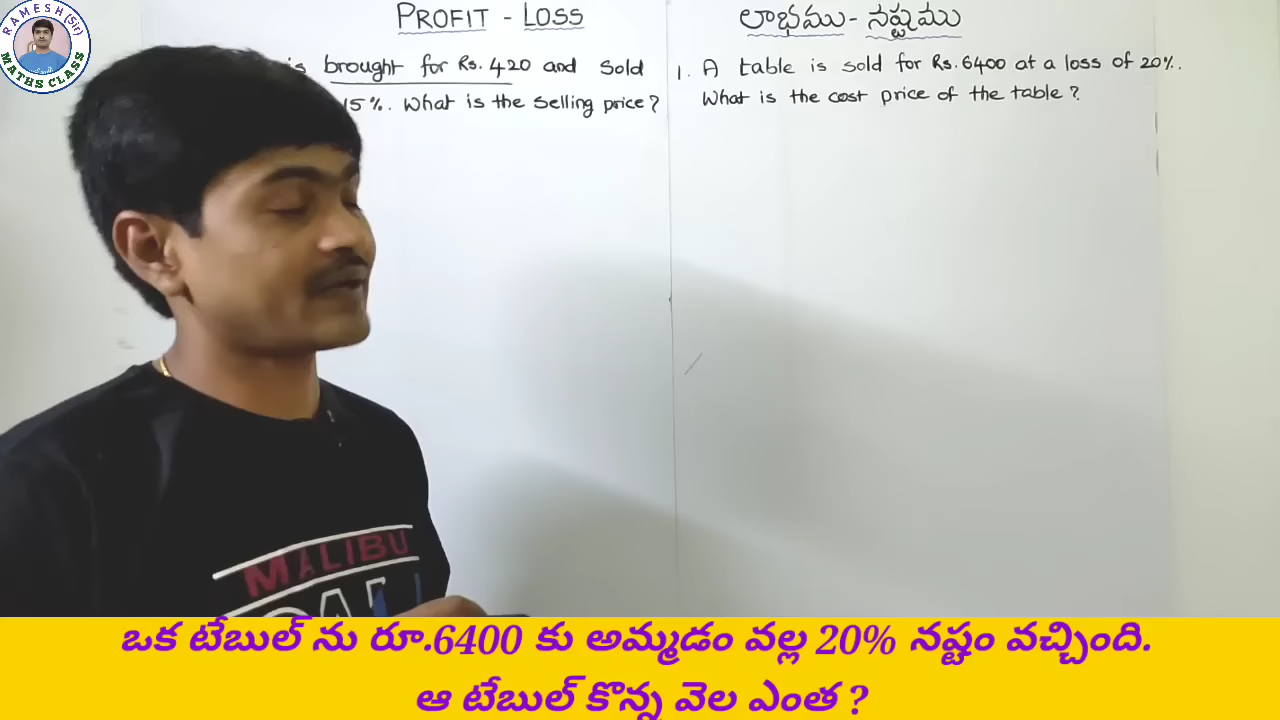 RAMESH (Sir)
MATHS CLASS
PROFIT - LOSS
లాభము - నష్టము
is brought for Rs. 420 and sold
15%. What is the selling price?
1. A table is sold for Rs. 6400 at a loss of 20%.
What is the cost price of the table?
MALIBU
ఒక టేబుల్ ను రూ.6400 కు అమ్మడం వల్ల 20% నష్టం వచ్చింది.
ఆ టేబుల్ కొన్న వెల ఎంత ?